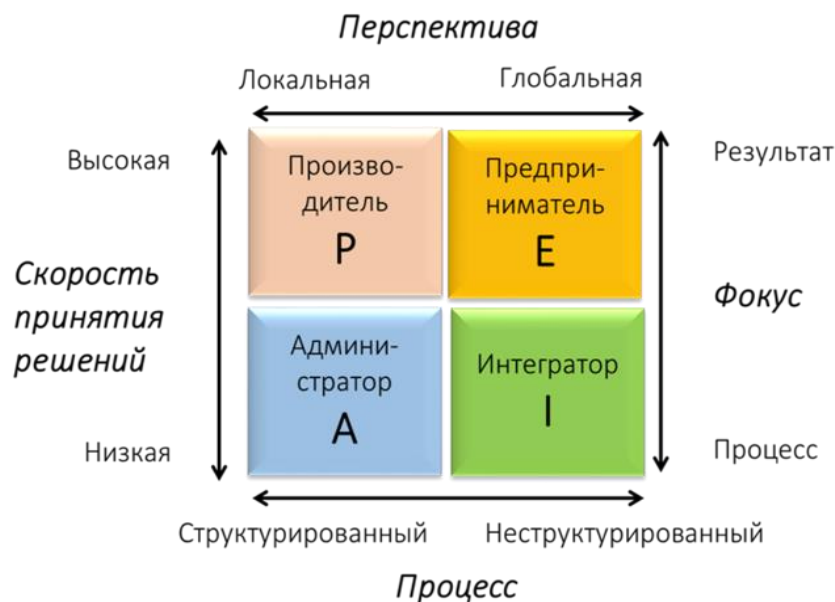 Перспектива
Локальная
Глобальная
Высокая
Произво-
дитель
P
Предпри-
ниматель
E
Результат
Скорость
принятия
решений
Фокус
Админи-
стратор
A
Интегратор
I
Низкая
Процесс
Структурированный
Неструктурированный
Процесс